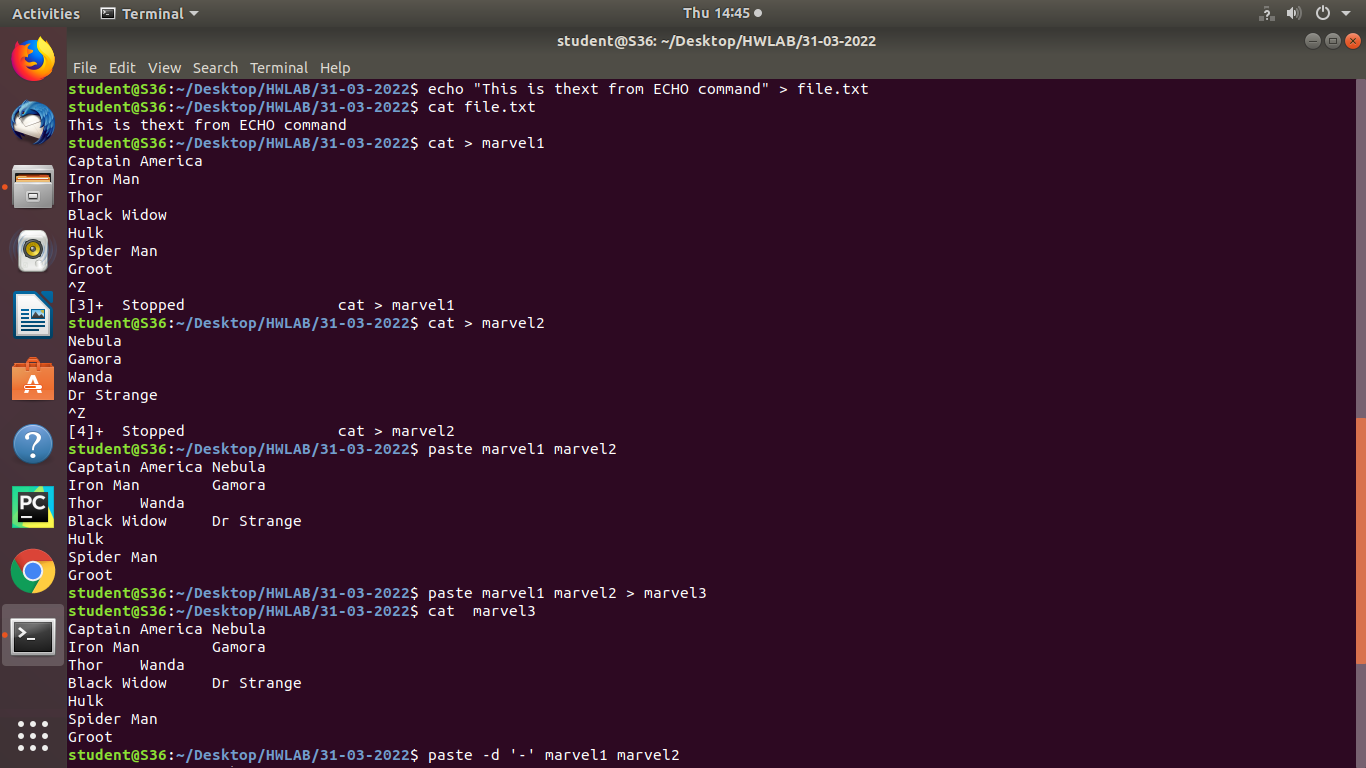 Activities Terminal Thu 14:45
student@S36: ~/Desktop/HWLAB/31-03-2022
File Edit View Search Terminal Help
student@S36:~/Desktop/HWLAB/31-03-2022$ echo "This is thext from ECHO command" > file.txt
student@S36:~/Desktop/HWLAB/31-03-2022$ cat file.txt
This is thext from ECHO command
student@S36:~/Desktop/HWLAB/31-03-2022$ cat > marvel1
Captain America
Iron Man
Thor
Black Widow
Hulk
Spider Man
Groot
^Z
[3]+  Stopped                 cat > marvel1
student@S36:~/Desktop/HWLAB/31-03-2022$ cat > marvel2
Nebula
Gamora
Wanda
Dr Strange
^Z
[4]+  Stopped                 cat > marvel2
student@S36:~/Desktop/HWLAB/31-03-2022$ paste marvel1 marvel2
Captain America Nebula
Iron Man        Gamora
Thor    Wanda
Black Widow     Dr Strange
Hulk
Spider Man
Groot
student@S36:~/Desktop/HWLAB/31-03-2022$ paste marvel1 marvel2 > marvel3
student@S36:~/Desktop/HWLAB/31-03-2022$ cat  marvel3
Captain America Nebula
Iron Man        Gamora
Thor    Wanda
Black Widow     Dr Strange
Hulk
Spider Man
Groot
student@S36:~/Desktop/HWLAB/31-03-2022$ paste -d '-' marvel1 marvel2
PC